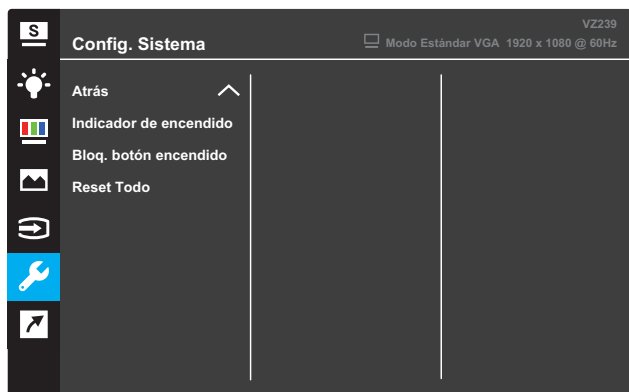 S
VZ239
Config. Sistema
Modo Estándar VGA 1920 x 1080 @ 60Hz
Atrás
Indicador de encendido
Bloq. botón encendido
Reset Todo